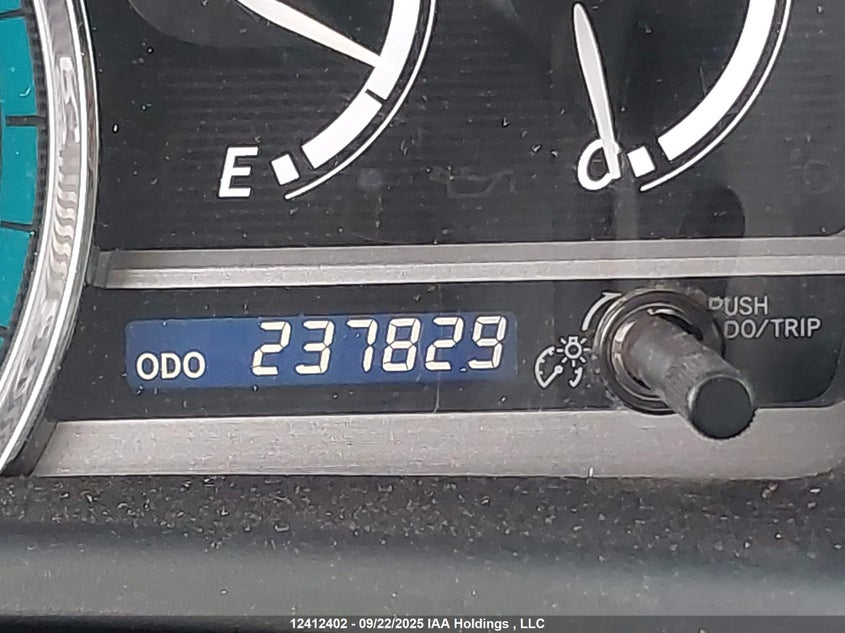 E
C
PUSH
ODO/TRIP
ODO 237829
12412402 - 09/22/2025 IAA Holdings , LLC